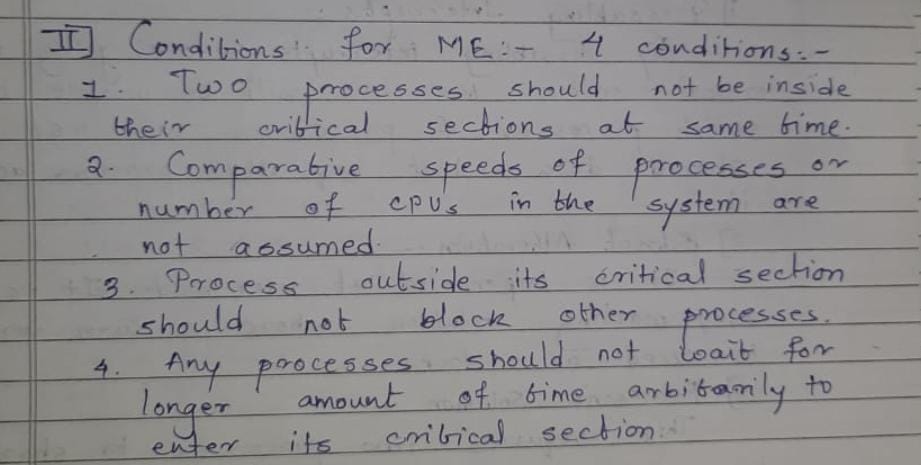 II] Conditions for ME:- 4 conditions:-
1. Two processes should not be inside
their critical sections at same time.
2. Comparative speeds of processes or
number of CPUs in the system are
not assumed.
3. Process outside its critical section
should not block other processes.
4. Any processes should not wait for
longer amount of time arbitarily to
enter its critical section.